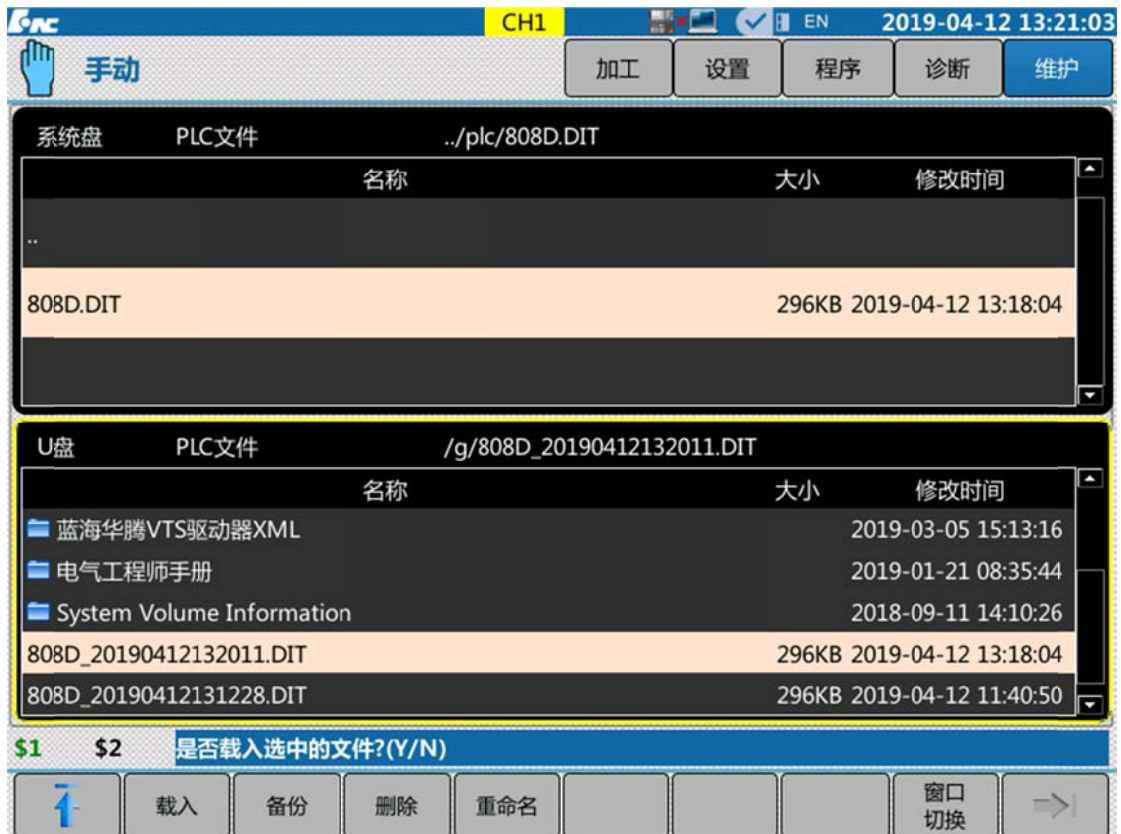 HNC CH1 EN 2019-04-12 13:21:03
手动 加工 设置 程序 诊断 维护
系统盘 PLC文件 ../plc/808D.DIT
名称 大小 修改时间
..
808D.DIT 296KB 2019-04-12 13:18:04
U盘 PLC文件 /g/808D_20190412132011.DIT
名称 大小 修改时间
蓝海华腾VTS驱动器XML 2019-03-05 15:13:16
电气工程师手册 2019-01-21 08:35:44
System Volume Information 2018-09-11 14:10:26
808D_20190412132011.DIT 296KB 2019-04-12 13:18:04
808D_20190412131228.DIT 296KB 2019-04-12 11:40:50
$1 $2 是否载入选中的文件?(Y/N)
载入 备份 删除 重命名 窗口
切换